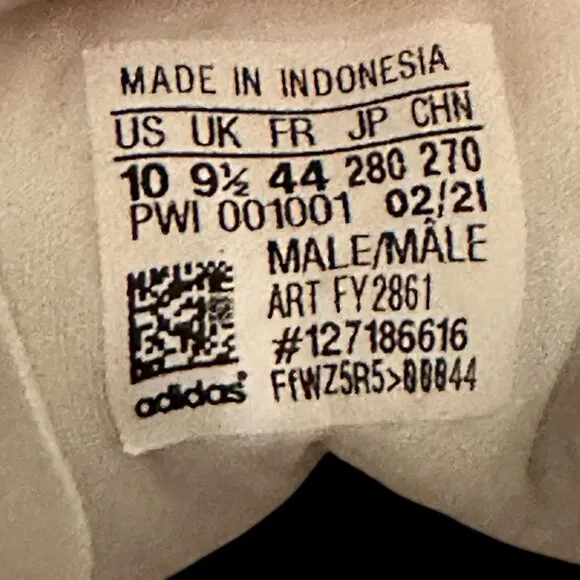 MADE IN INDONESIA
US UK FR JP CHN
10 9½ 44 280 270
PWI 001001 02/21
MALE/MÂLE
ART FY2861
#127186616
FfWZ5R5>00044
adidas